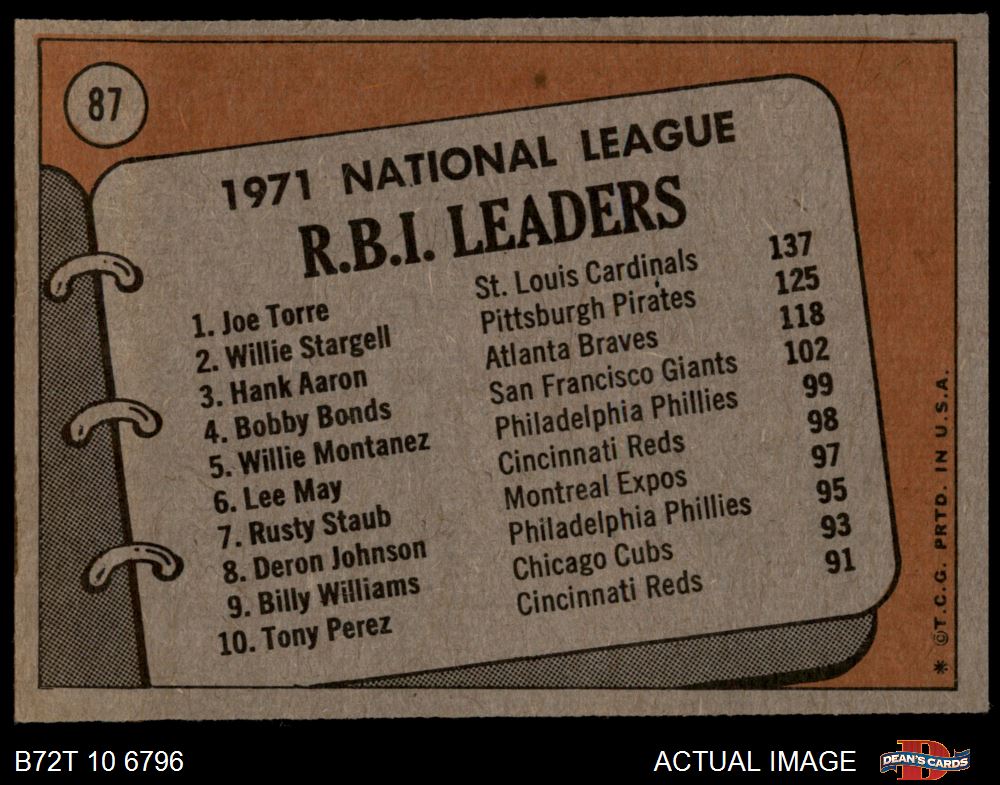 87
1971 NATIONAL LEAGUE
R.B.I. LEADERS
1. Joe Torre St. Louis Cardinals 137
2. Willie Stargell Pittsburgh Pirates 125
3. Hank Aaron Atlanta Braves 118
4. Bobby Bonds San Francisco Giants 102
5. Willie Montanez Philadelphia Phillies 99
6. Lee May Cincinnati Reds 98
7. Rusty Staub Montreal Expos 97
8. Deron Johnson Philadelphia Phillies 95
9. Billy Williams Chicago Cubs 93
10. Tony Perez Cincinnati Reds 91
* ©T.C.G. PRTD. IN U.S.A.
B72T 10 6796 ACTUAL IMAGE DEAN'S CARDS